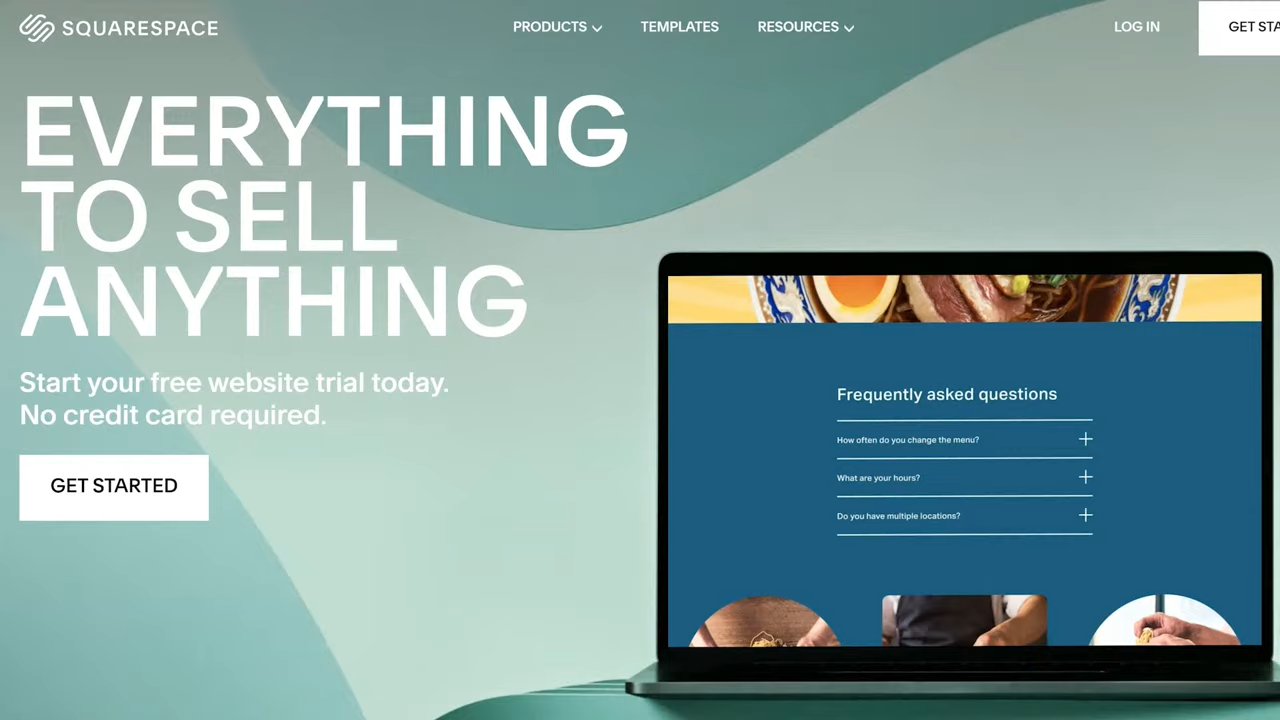 SQUARESPACE
PRODUCTS
TEMPLATES
RESOURCES
LOG IN
GET STA
EVERYTHING
TO SELL
ANYTHING
Start your free website trial today.
No credit card required.
GET STARTED
Frequently asked questions
How often do you change the menu?
What are your hours?
Do you have multiple locations?